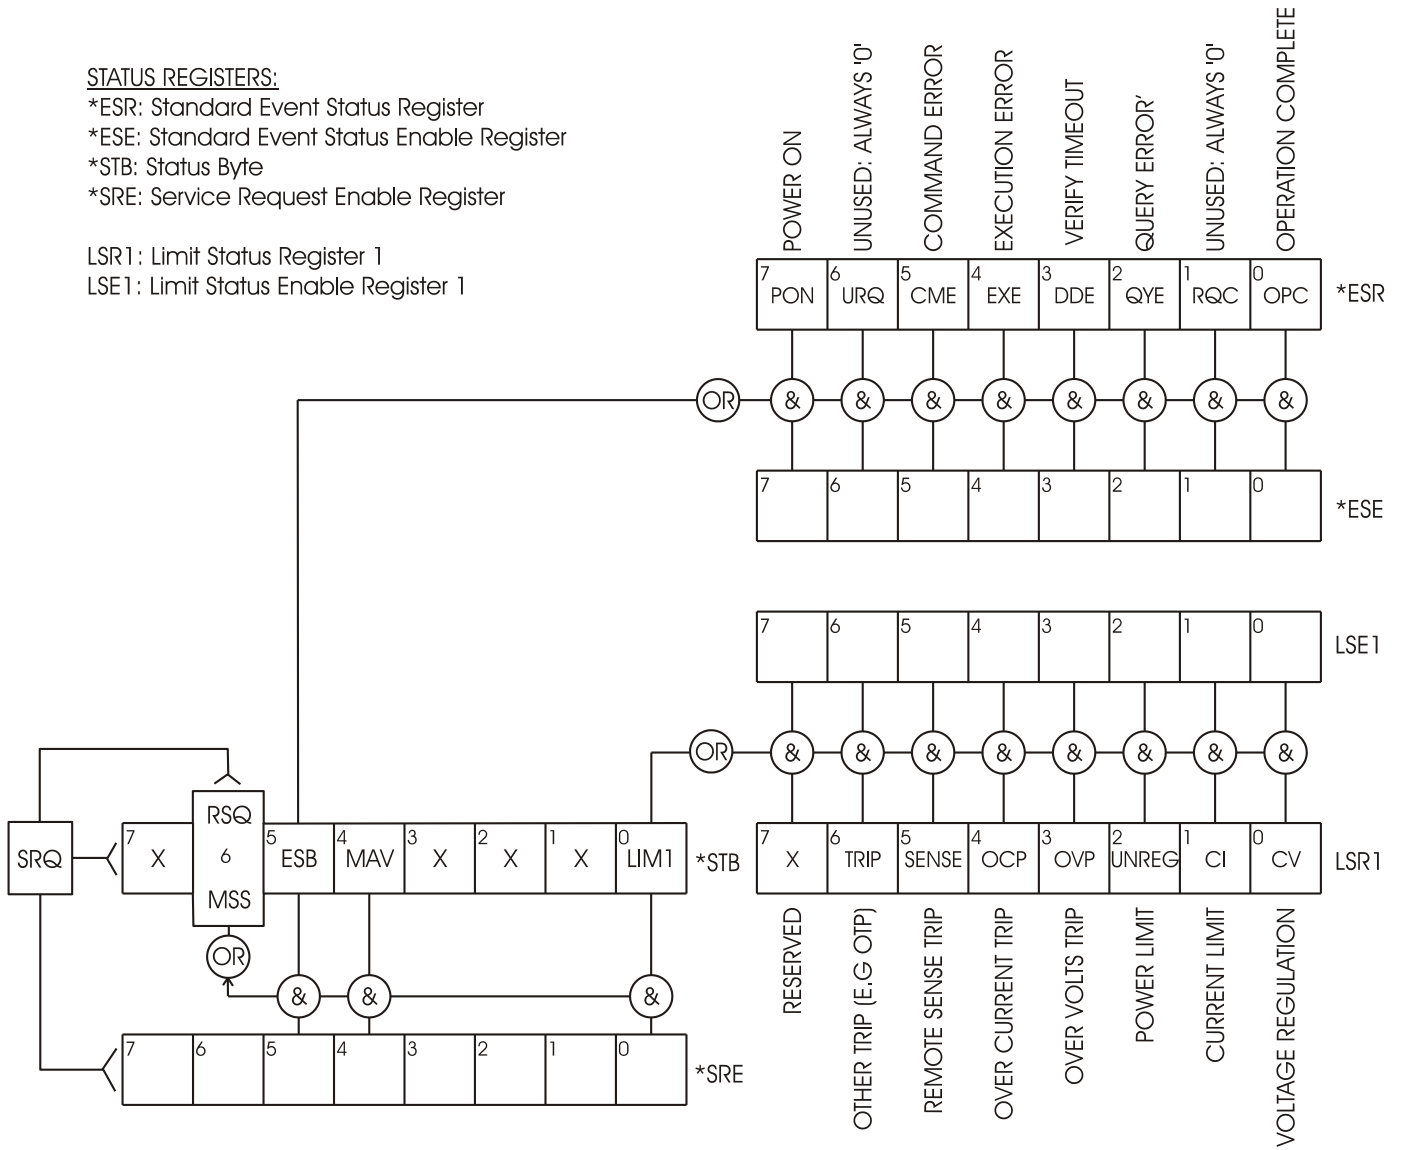 STATUS REGISTERS:
*ESR: Standard Event Status Register
*ESE: Standard Event Status Enable Register
*STB: Status Byte
*SRE: Service Request Enable Register
LSR1: Limit Status Register 1
LSE1: Limit Status Enable Register 1
POWER ON
UNUSED: ALWAYS '0'
COMMAND ERROR
EXECUTION ERROR
VERIFY TIMEOUT
QUERY ERROR'
UNUSED: ALWAYS '0'
OPERATION COMPLETE
7 6 5 4 3 2 1 0
PON URQ CME EXE DDE QYE RQC OPC *ESR
OR & & & & & & & &
7 6 5 4 3 2 1 0
*ESE
7 6 5 4 3 2 1 0
LSE1
OR & & & & & & & &
7 6 5 4 3 2 1 0
X TRIP SENSE OCP OVP UNREG CI CV LSR1
RESERVED
OTHER TRIP (E.G OTP)
REMOTE SENSE TRIP
OVER CURRENT TRIP
OVER VOLTS TRIP
POWER LIMIT
CURRENT LIMIT
VOLTAGE REGULATION
RSQ
7 5 4 3 2 1 0
SRQ X 6 ESB MAV X X X LIM1 *STB
MSS
OR
& & &
7 6 5 4 3 2 1 0
*SRE